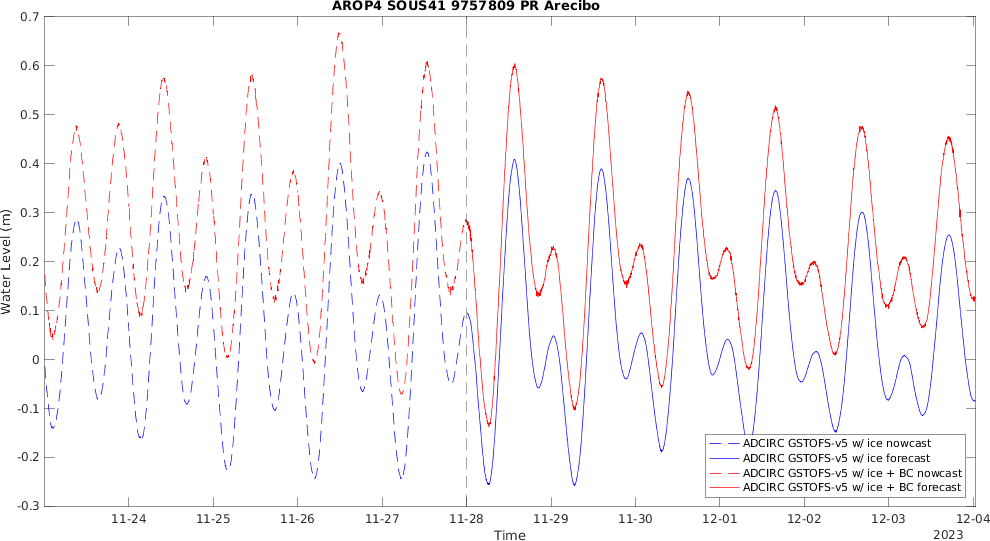 AROP4 SOUS41 9757809 PR Arecibo
0.7
0.6
0.5
0.4
0.3
0.2
0.1
0
-0.1
-0.2
-0.3
Water Level (m)
ADCIRC GSTOFS-v5 w/ ice nowcast
ADCIRC GSTOFS-v5 w/ ice forecast
ADCIRC GSTOFS-v5 w/ ice + BC nowcast
ADCIRC GSTOFS-v5 w/ ice + BC forecast
11-24 11-25 11-26 11-27 11-28 11-29 11-30 12-01 12-02 12-03 12-04
Time
2023